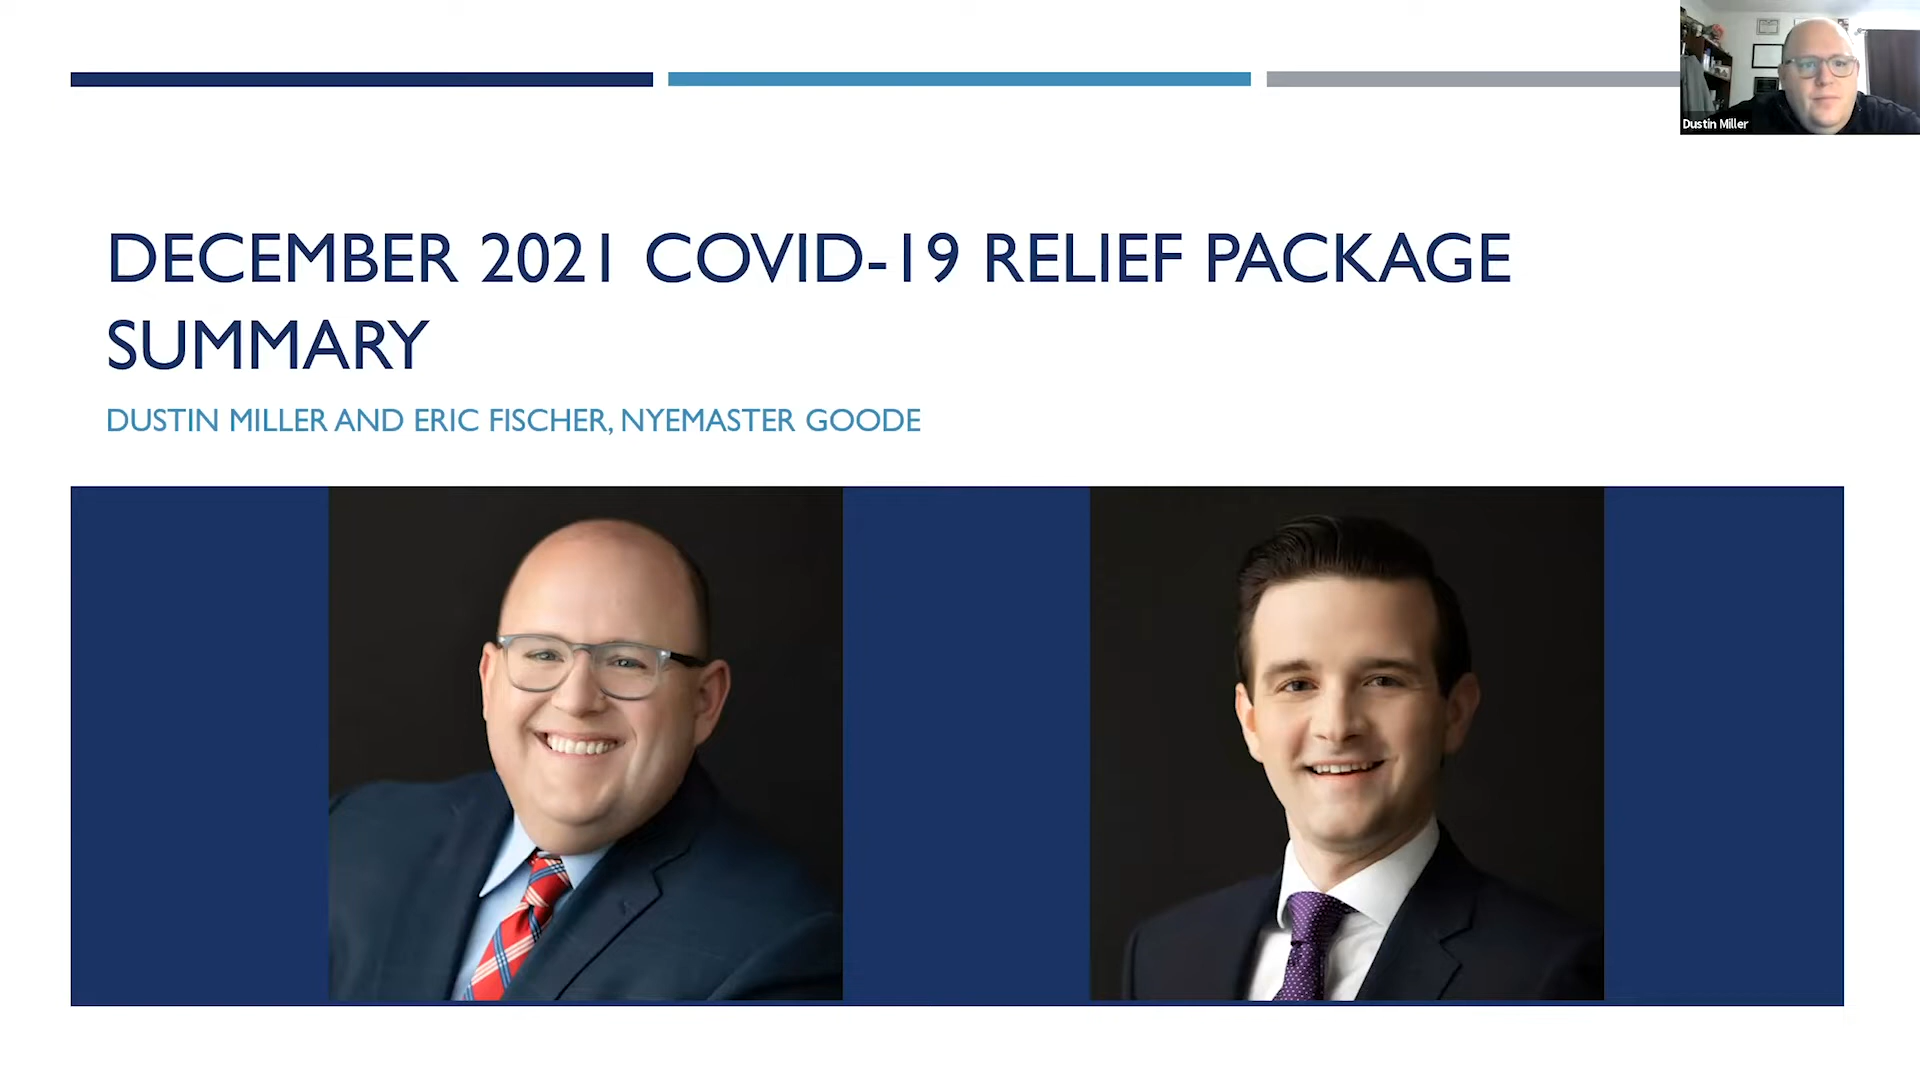 Dustin Miller
DECEMBER 2021 COVID-19 RELIEF PACKAGE
SUMMARY
DUSTIN MILLER AND ERIC FISCHER, NYEMASTER GOODE